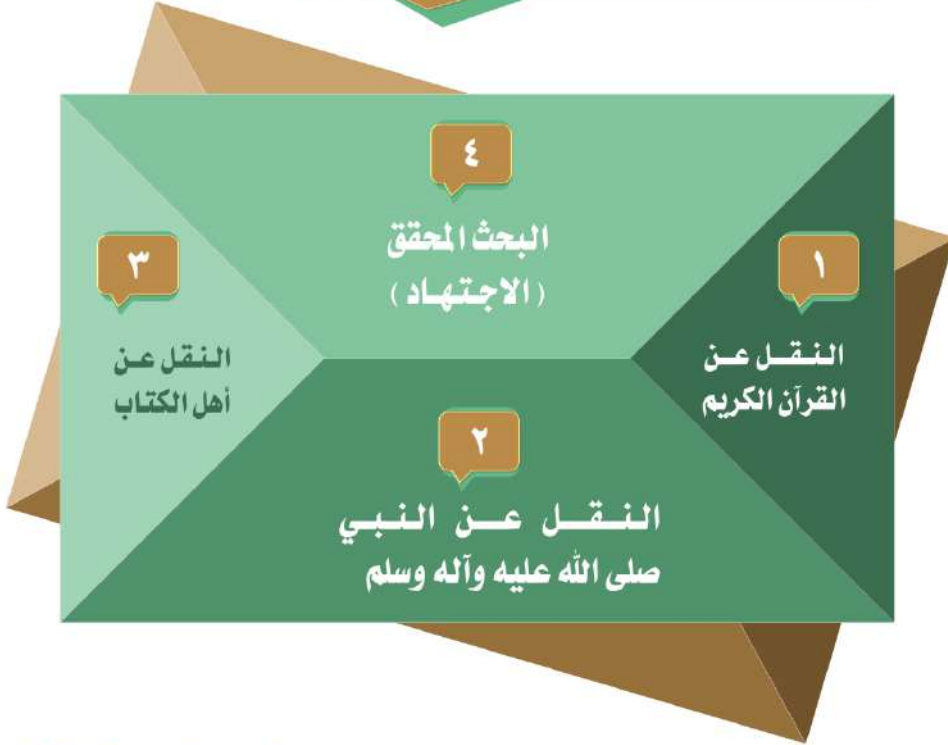 ١
النقل عن
القرآن الكريم
٢
النقل عن النبي
صلى الله عليه وآله وسلم
٣
النقل عن
أهل الكتاب
٤
البحث المحقق
(الاجتهاد)